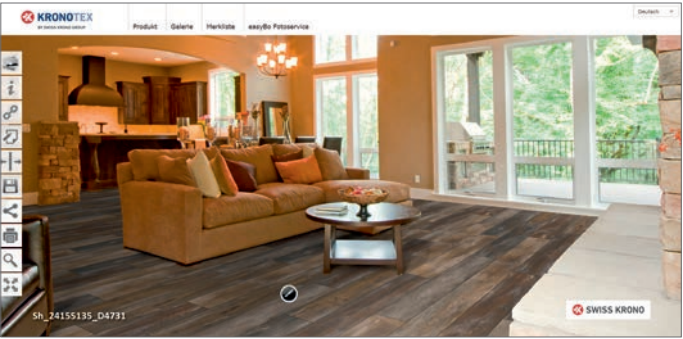 KRONOTEX
BY SWISS KRONO GROUP
Produkt Galerie Merkliste easyBo Fotoservice
Deutsch
Sh_24155135_D4731
SWISS KRONO